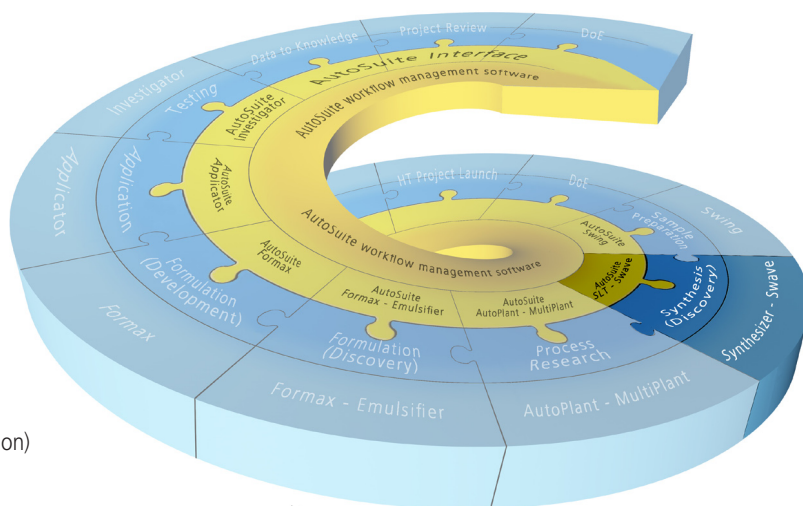 Project Review
DoE
Data to Knowledge
AutoSuite Interface
Investigator
Testing
AutoSuite
Investigator
AutoSuite workflow management software
Applicator
Application
AutoSuite
Applicator
HT Project Launch
DoE
Sample
Preparation
Swing
AutoSuite
Swing
AutoSuite workflow management software
AutoSuite
SLT - Swave
Synthesis
(Discovery)
Synthesizer - Swave
Formulation
(Development)
AutoSuite
Formax
AutoSuite
Formax - Emulsifier
AutoSuite
AutoPlant - MultiPlant
Formax
Formulation
(Discovery)
Process
Research
Formax - Emulsifier
AutoPlant - MultiPlant
on)